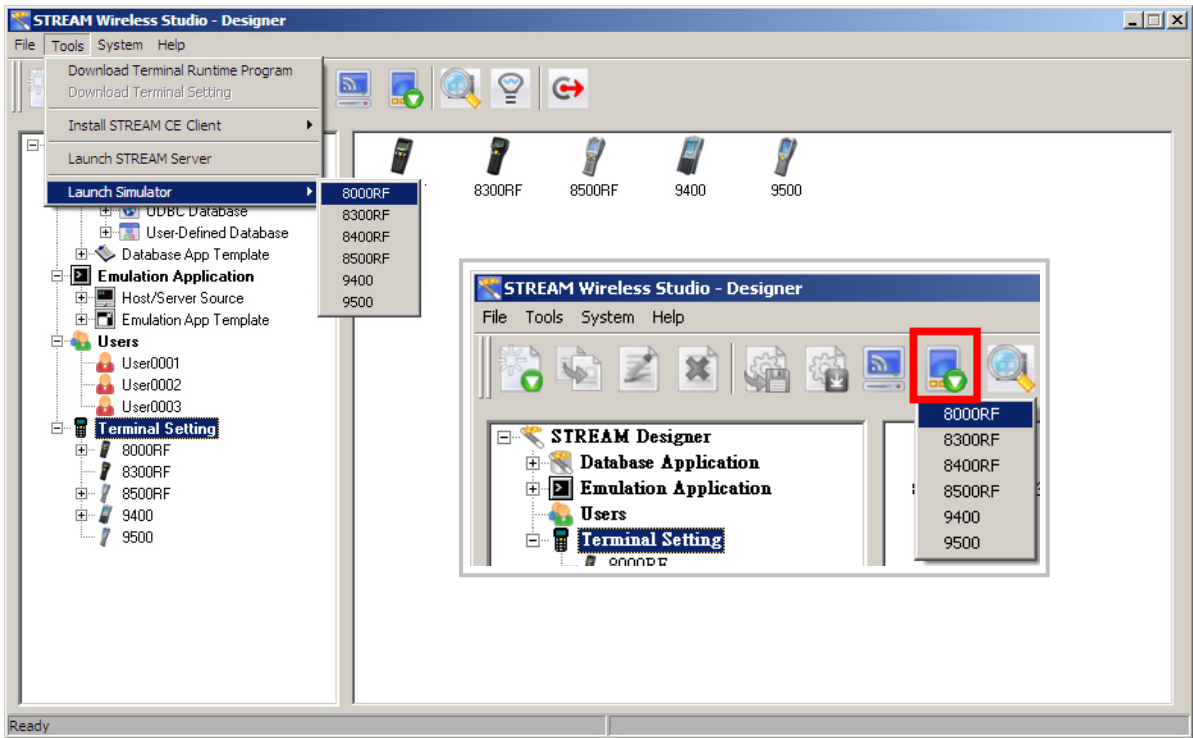 STREAM Wireless Studio - Designer
File Tools System Help
Download Terminal Runtime Program
Download Terminal Setting
Install STREAM CE Client
Launch STREAM Server
Launch Simulator
8000RF
8300RF
8400RF
8500RF
9400
9500
ODBC Database
User-Defined Database
Database App Template
Emulation Application
Host/Server Source
Emulation App Template
Users
User0001
User0002
User0003
Terminal Setting
8000RF
8300RF
8500RF
9400
9500
8300RF 8500RF 9400 9500
STREAM Wireless Studio - Designer
File Tools System Help
8000RF
8300RF
8400RF
8500RF
9400
9500
STREAM Designer
Database Application
Emulation Application
Users
Terminal Setting
8000RF
Ready